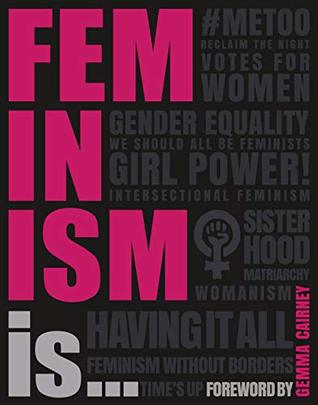 FEM
IN
ISM
is...
#METOO
RECLAIM THE NIGHT
VOTES FOR
WOMEN
GENDER EQUALITY
WE SHOULD ALL BE FEMINISTS
GIRL POWER!
INTERSECTIONAL FEMINISM
SISTER
HOOD
MATRIARCHY
WOMANISM
HAVING IT ALL
FEMINISM WITHOUT BORDERS
TIME'S UP
FOREWORD BY
GEMMA CAIRNEY